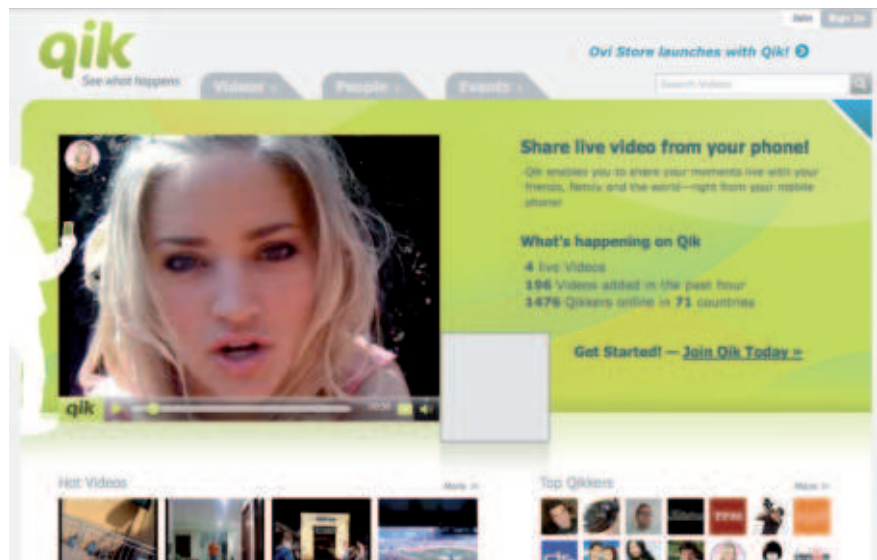 Join Sign In
qik
See what happens
Ovi Store launches with Qik!
Videos
People
Events
Search Videos
Share live video from your phone!
Qik enables you to share your moments live with your
friends, family and the world—right from your mobile
phone!
What's happening on Qik
4 live Videos
196 Videos added in the past hour
1476 Qikkers online in 71 countries
Get Started! — Join Qik Today »
qik
Hot Videos
More »
Top Qikkers
More »